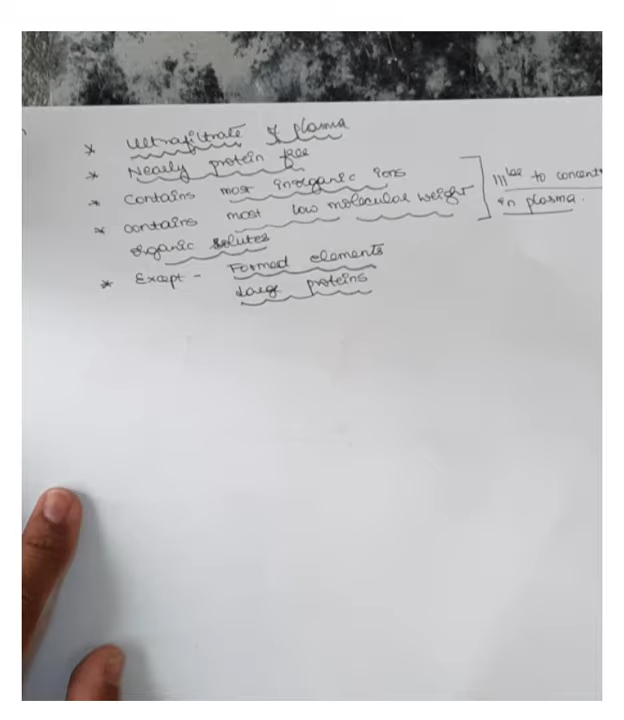 * Ultrafiltrate of plasma
* Nearly protein free
* Contains most inorganic ions
* contains most low molecular weight
organic solutes
] |||lar to concent
in plasma.
* Except - Formed elements
Large proteins